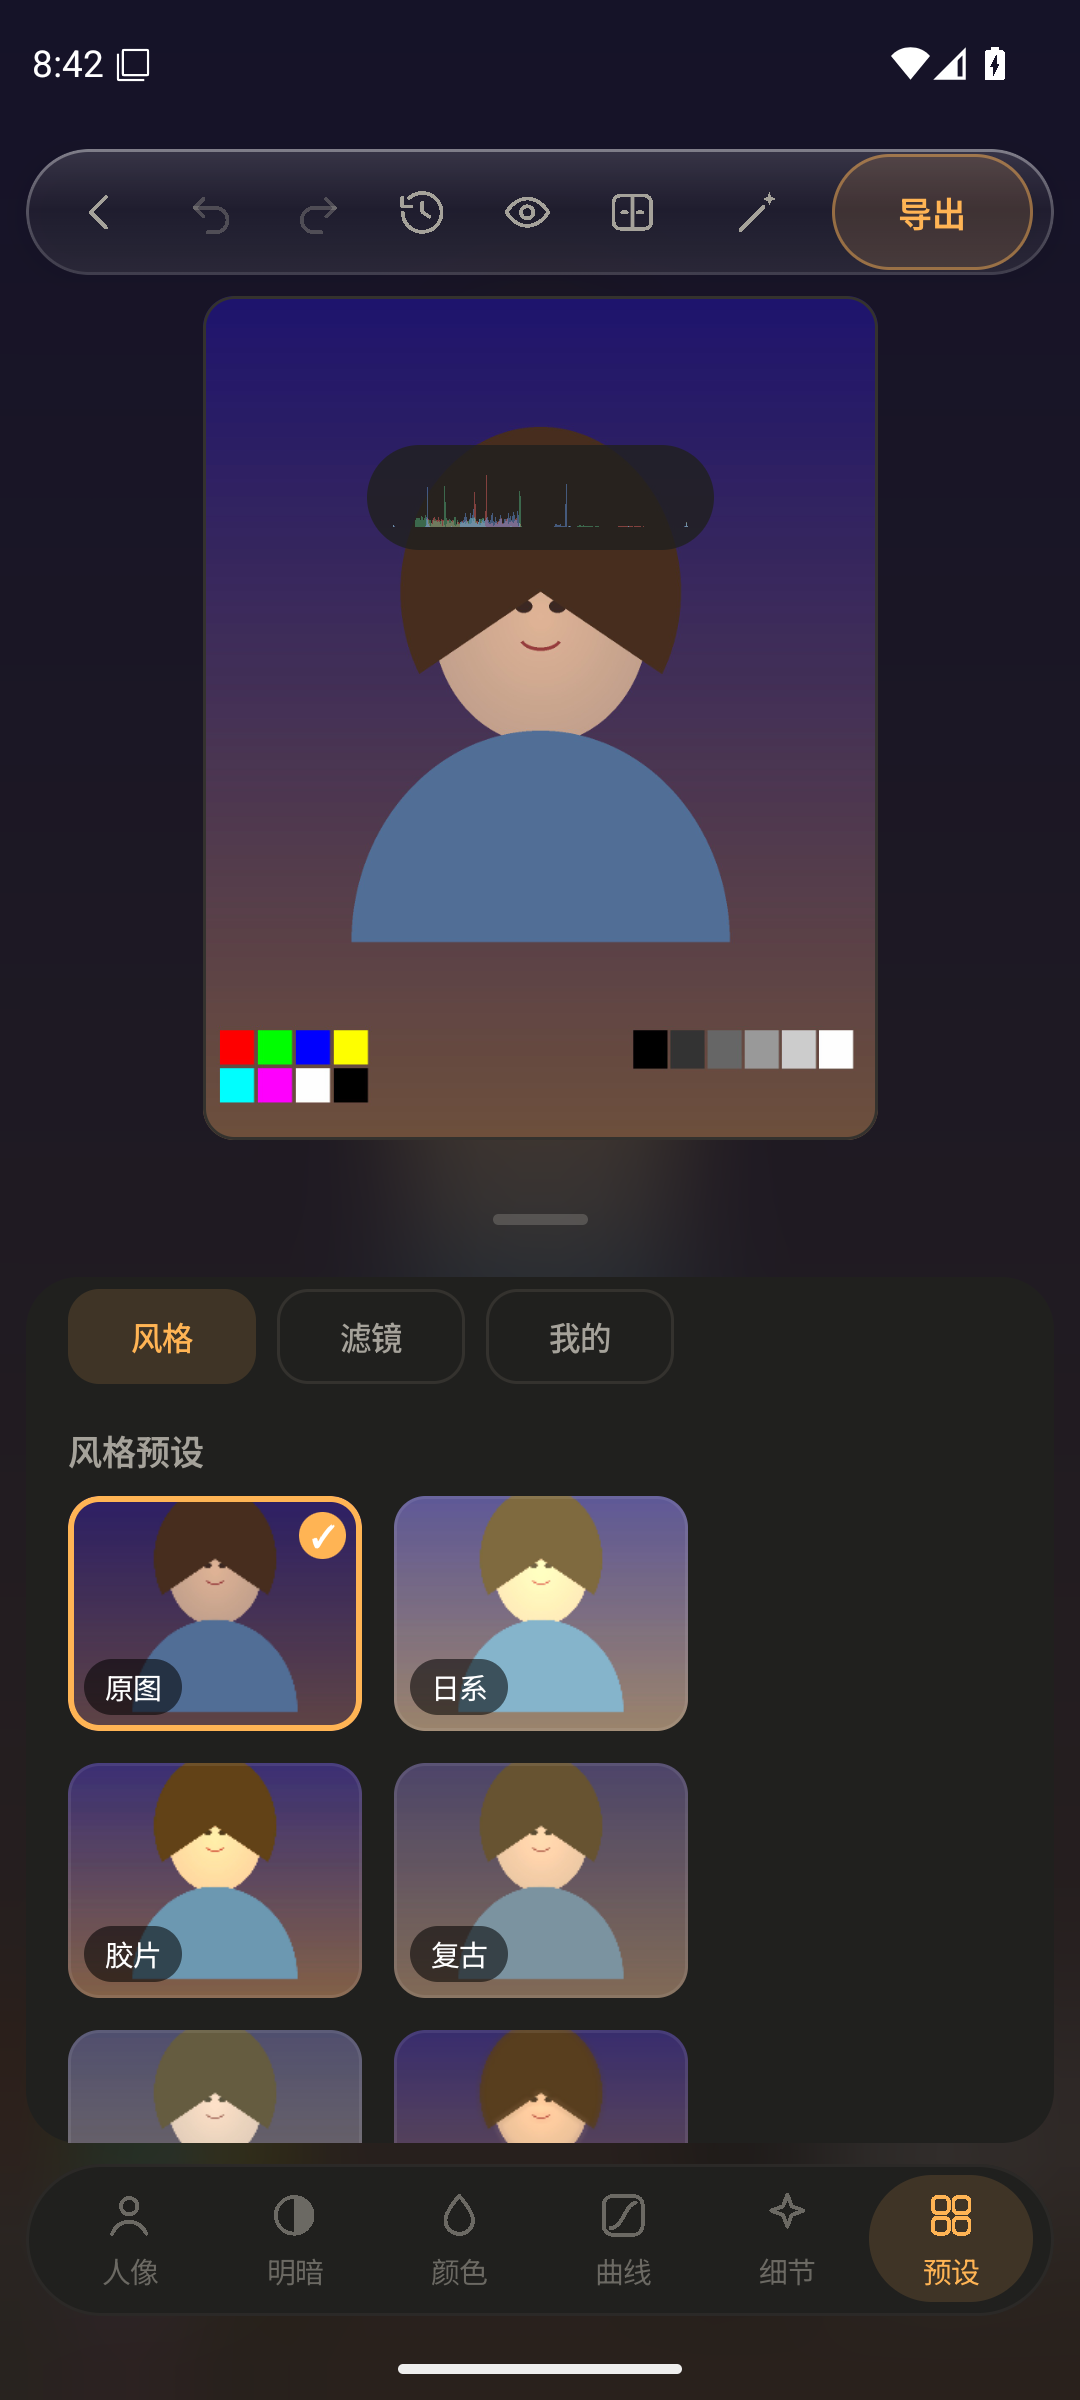 8:42
导出
风格
滤镜
我的
风格预设
原图
日系
胶片
复古
人像
明暗
颜色
曲线
细节
预设